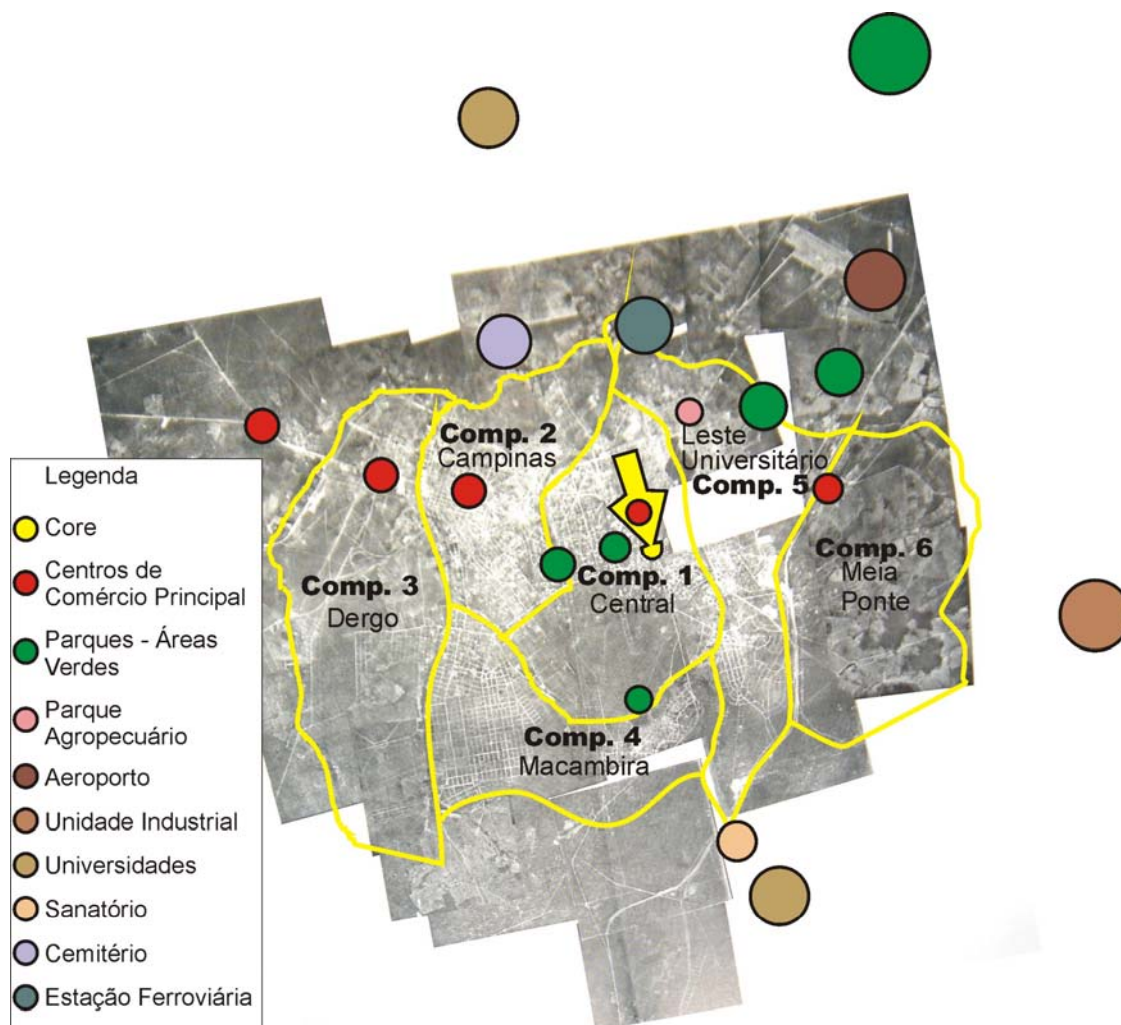 Comp. 2
Campinas
Leste
Universitário
Comp. 5
Comp. 3
Dergo
Comp. 1
Central
Comp. 6
Meia
Ponte
Comp. 4
Macambira
Legenda
Core
Centros de
Comércio Principal
Parques - Áreas
Verdes
Parque
Agropecuário
Aeroporto
Unidade Industrial
Universidades
Sanatório
Cemitério
Estação Ferroviária